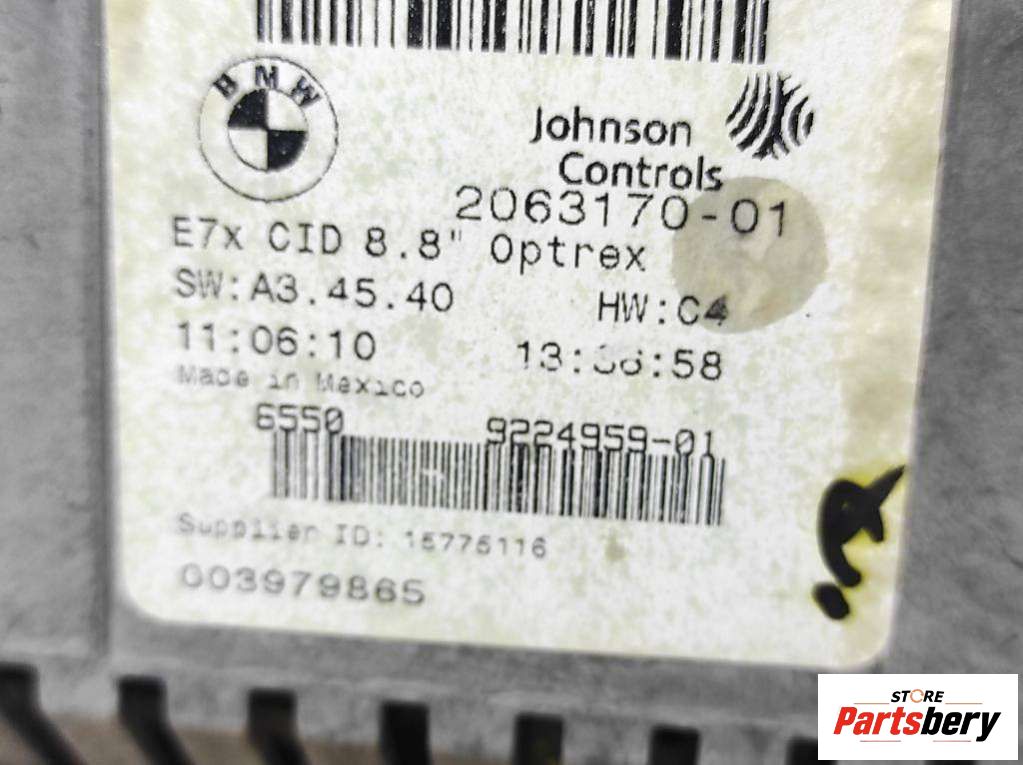 BMW
Johnson
Controls
2063170-01
E7x CID 8.8" Optrex
SW:A3.45.40 HW:C4
11:06:10
Made in Mexico
6550 9224959-01
Supplier ID:
003979865
STORE
Partsbery